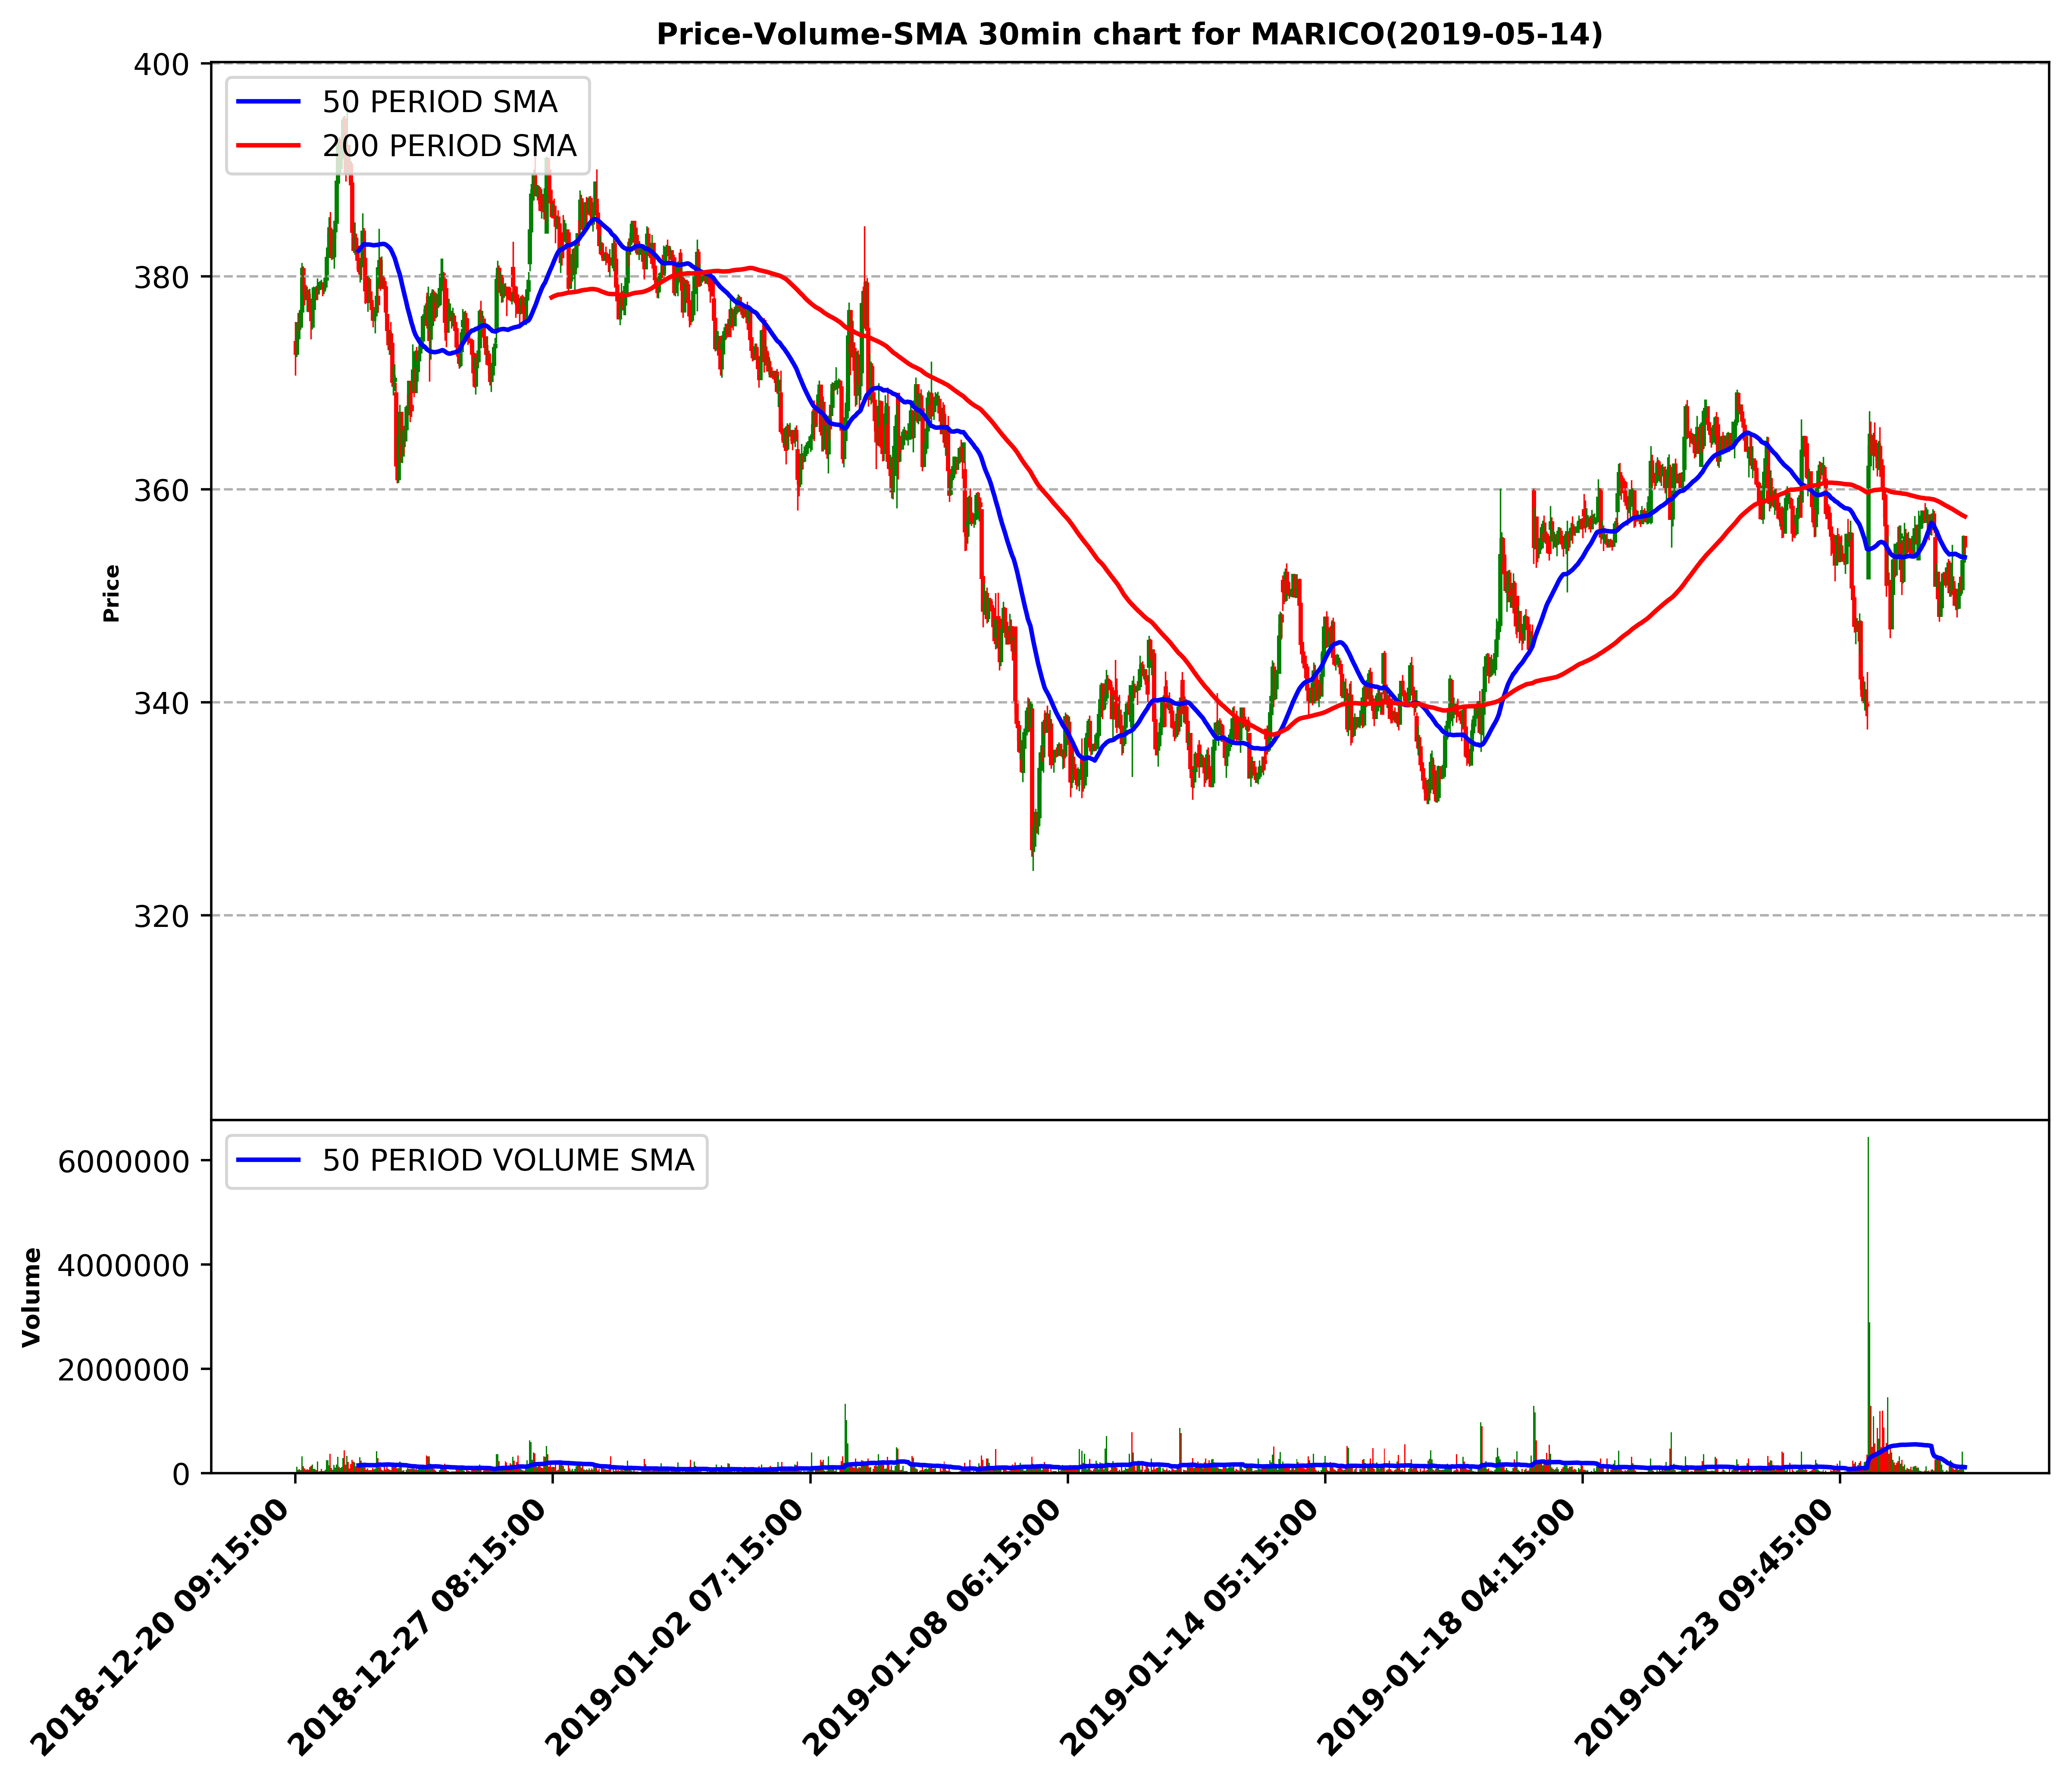 Price-Volume-SMA 30min chart for MARICO(2019-05-14)
50 PERIOD SMA
200 PERIOD SMA
400
380
360
340
320
Price
50 PERIOD VOLUME SMA
6000000
4000000
2000000
0
Volume
2018-12-20 09:15:00
2018-12-27 08:15:00
2019-01-02 07:15:00
2019-01-08 06:15:00
2019-01-14 05:15:00
2019-01-18 04:15:00
2019-01-23 09:45:00